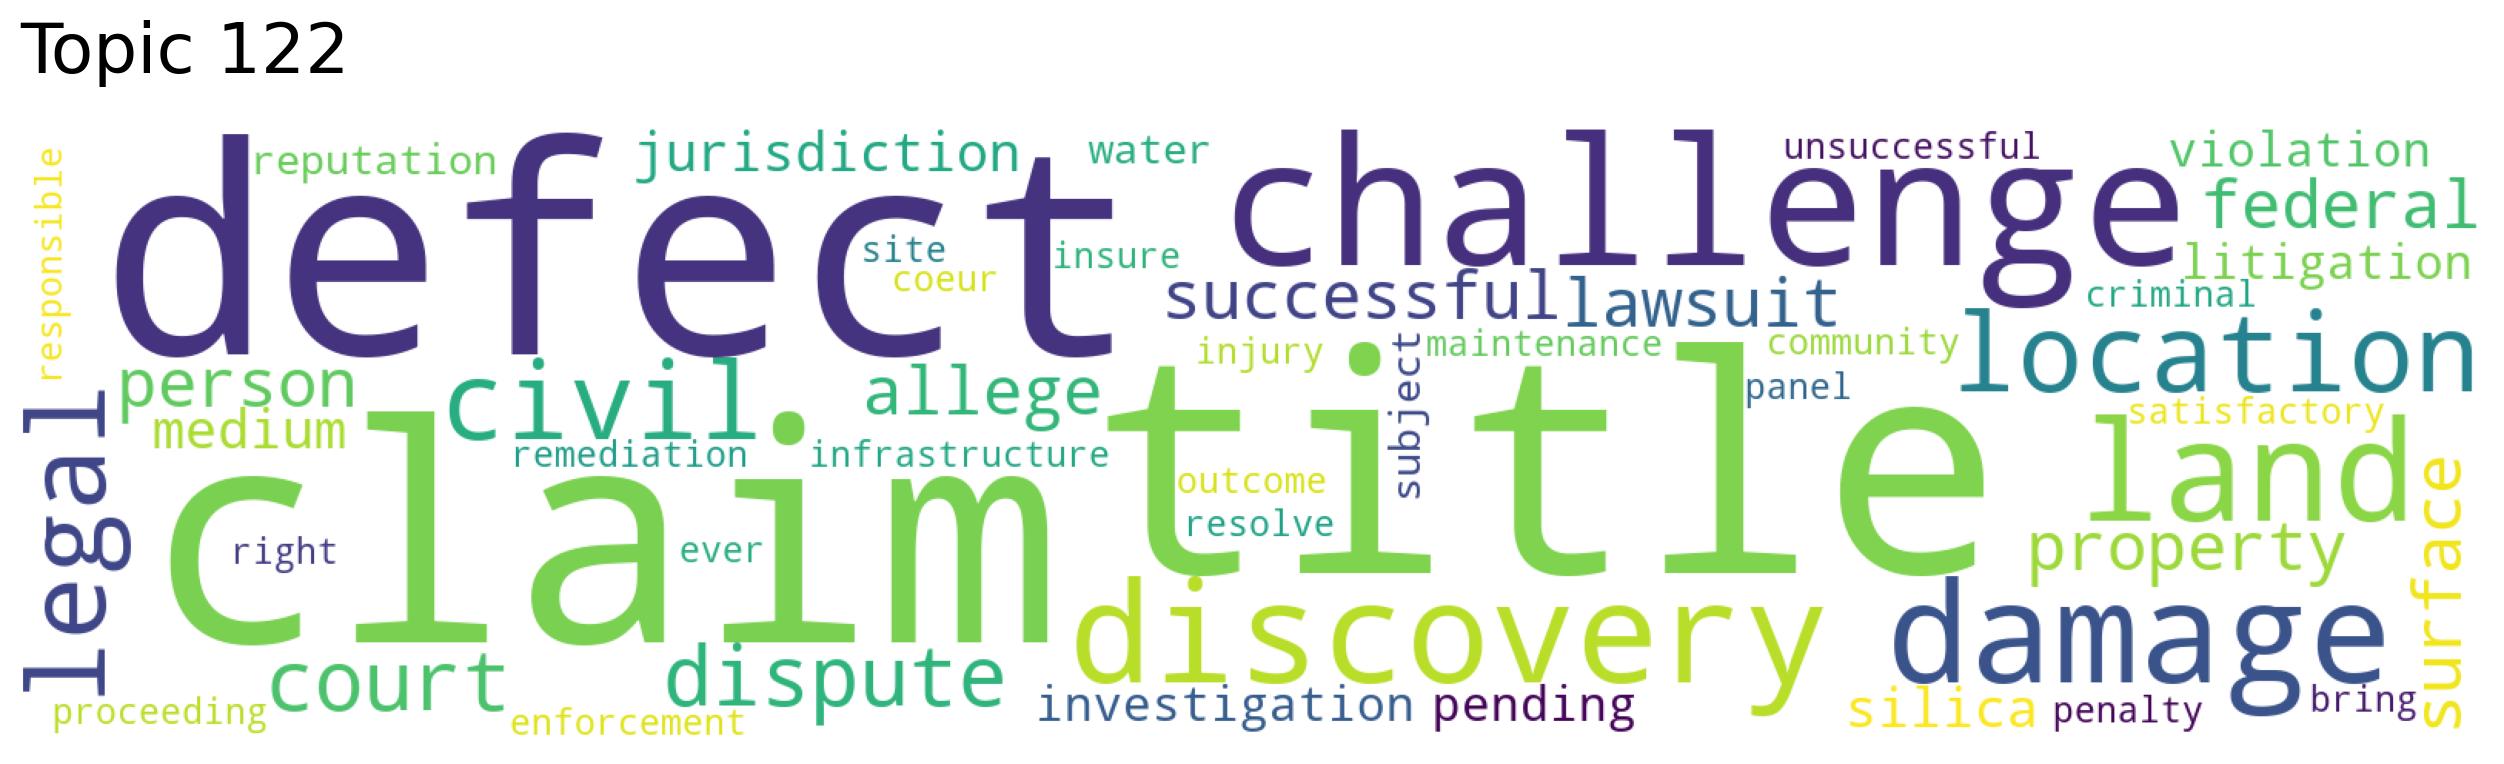 Topic 122
responsible
reputation
jurisdiction
water
unsuccessful
violation
defect
challenge
federal
site
insure
coeur
litigation
criminal
successful
lawsuit
location
injury
subject
maintenance
community
panel
person
civil
allege
satisfactory
medium
legal
claim
title
land
remediation
infrastructure
outcome
resolve
right
ever
property
surface
discovery
damage
court
dispute
proceeding
enforcement
investigation
pending
silica
penalty
bring